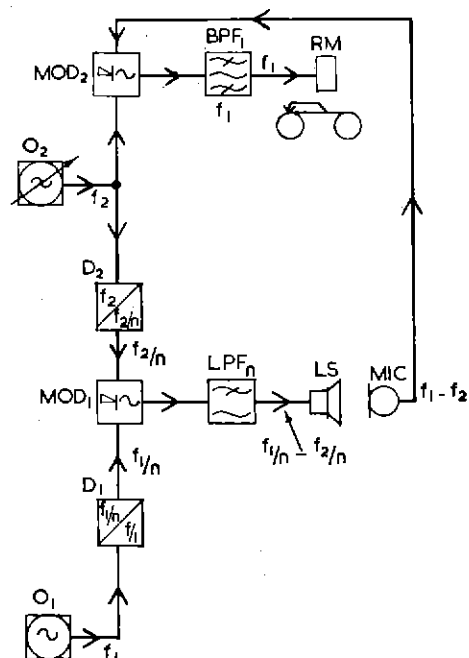 BPF₁
RM
MOD₂
f₁
f₁
O₂
f₂
D₂
f₂
f₂/n
f₂/n
LPFₙ
LS
MIC
f₁ - f₂
MOD₁
f₁/n - f₂/n
f₁/n
D₁
f₁/n
f/₁
O₁
f₁